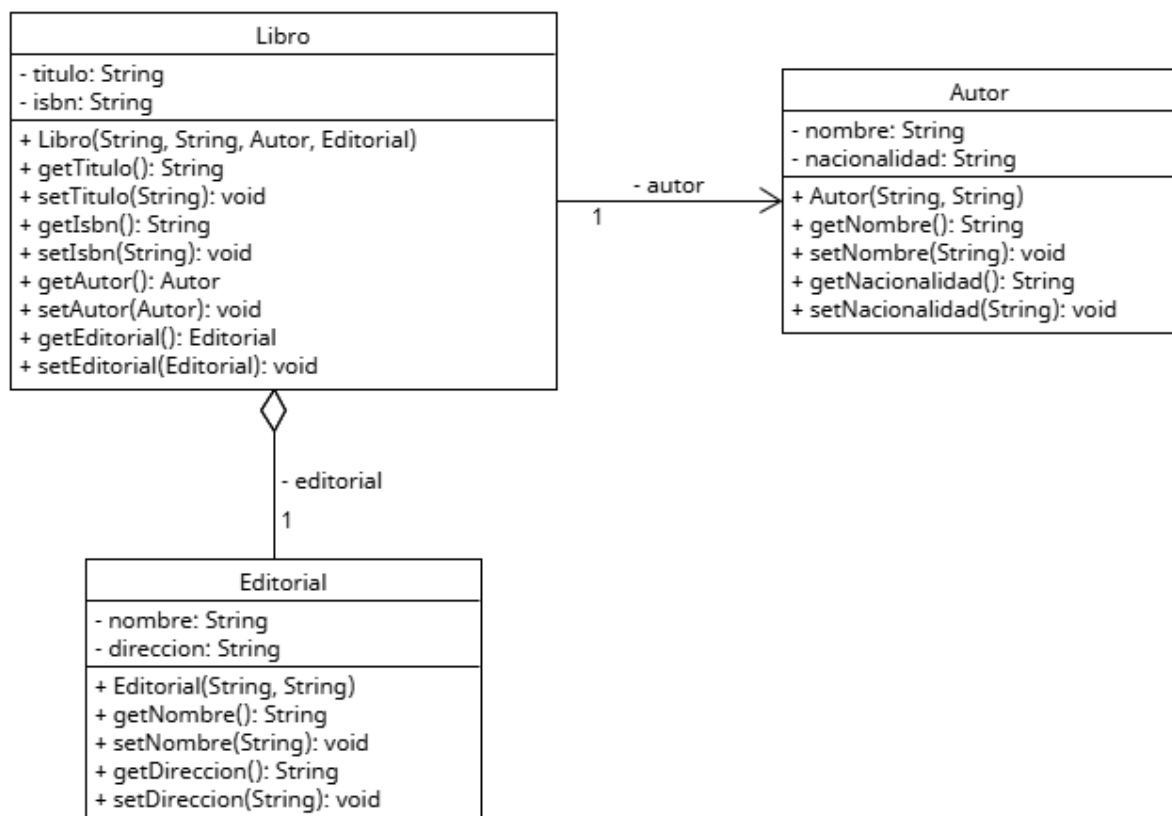 Libro
- titulo: String
- isbn: String
+ Libro(String, String, Autor, Editorial)
+ getTitulo(): String
+ setTitulo(String): void
+ getIsbn(): String
+ setIsbn(String): void
+ getAutor(): Autor
+ setAutor(Autor): void
+ getEditorial(): Editorial
+ setEditorial(Editorial): void
- autor
1
Autor
- nombre: String
- nacionalidad: String
+ Autor(String, String)
+ getNombre(): String
+ setNombre(String): void
+ getNacionalidad(): String
+ setNacionalidad(String): void
- editorial
1
Editorial
- nombre: String
- direccion: String
+ Editorial(String, String)
+ getNombre(): String
+ setNombre(String): void
+ getDireccion(): String
+ setDireccion(String): void